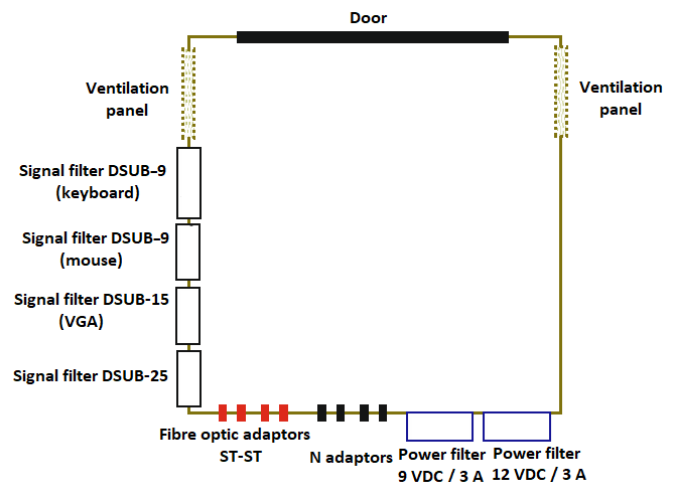 Door
Ventilation
panel
Ventilation
panel
Signal filter DSUB-9
(keyboard)
Signal filter DSUB-9
(mouse)
Signal filter DSUB-15
(VGA)
Signal filter DSUB-25
Fibre optic adaptors
ST-ST
N adaptors
Power filter
9 VDC / 3 A
Power filter
12 VDC / 3 A